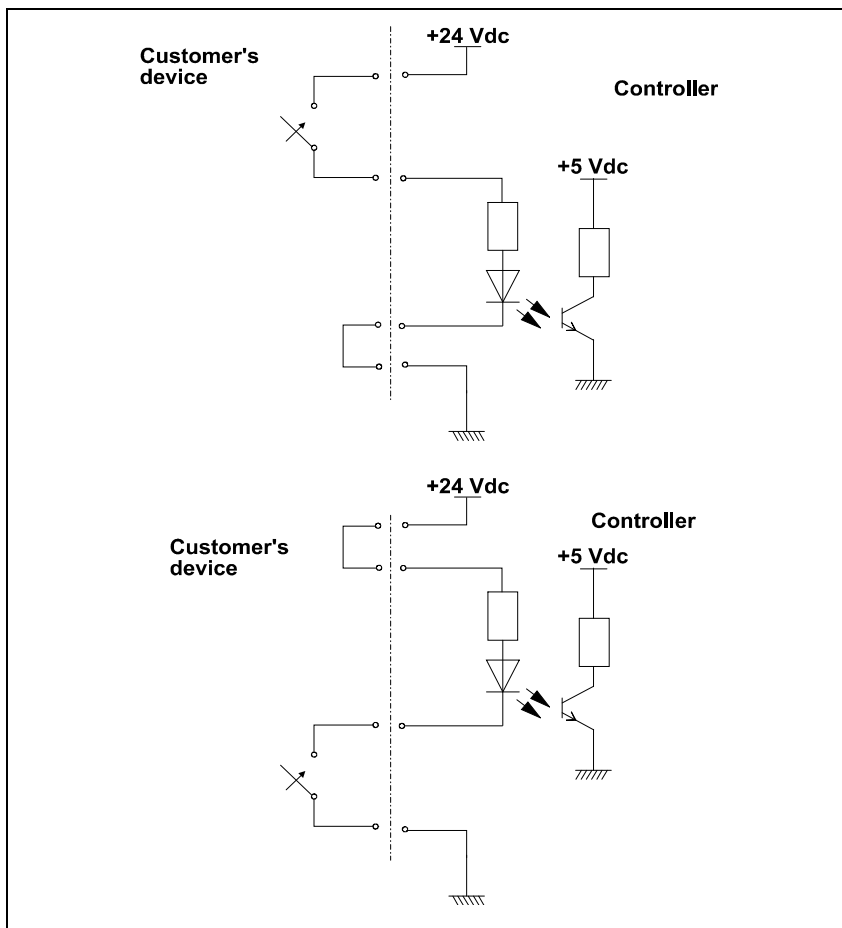 +24 Vdc
Customer's
device
Controller
+5 Vdc
+24 Vdc
Controller
Customer's
device
+5 Vdc